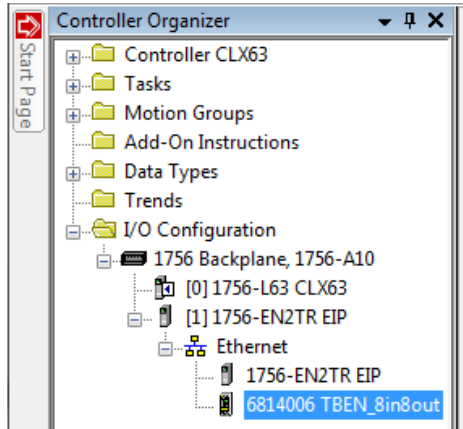 Controller Organizer
Start Page
Controller CLX63
Tasks
Motion Groups
Add-On Instructions
Data Types
Trends
I/O Configuration
1756 Backplane, 1756-A10
[0] 1756-L63 CLX63
[1] 1756-EN2TR EIP
Ethernet
1756-EN2TR EIP
6814006 TBEN_8in8out